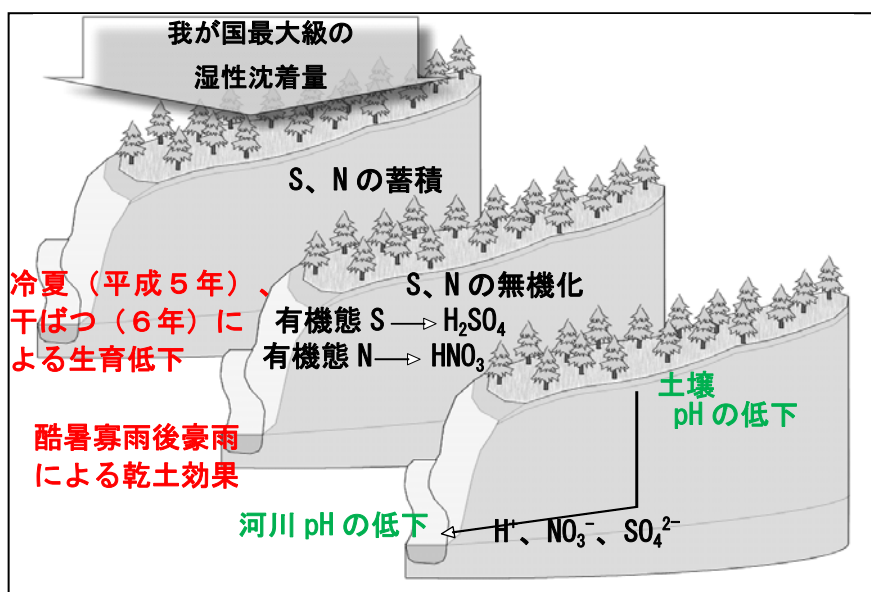 我が国最大級の
湿性沈着量
S、Nの蓄積
冷夏（平成５年）、
干ばつ（６年）に
よる生育低下
S、Nの無機化
有機態S→H₂SO₄
有機態N→HNO₃
酷暑寡雨後豪雨
による乾土効果
土壌
pHの低下
河川pHの低下
H⁺、NO₃⁻、SO₄²⁻